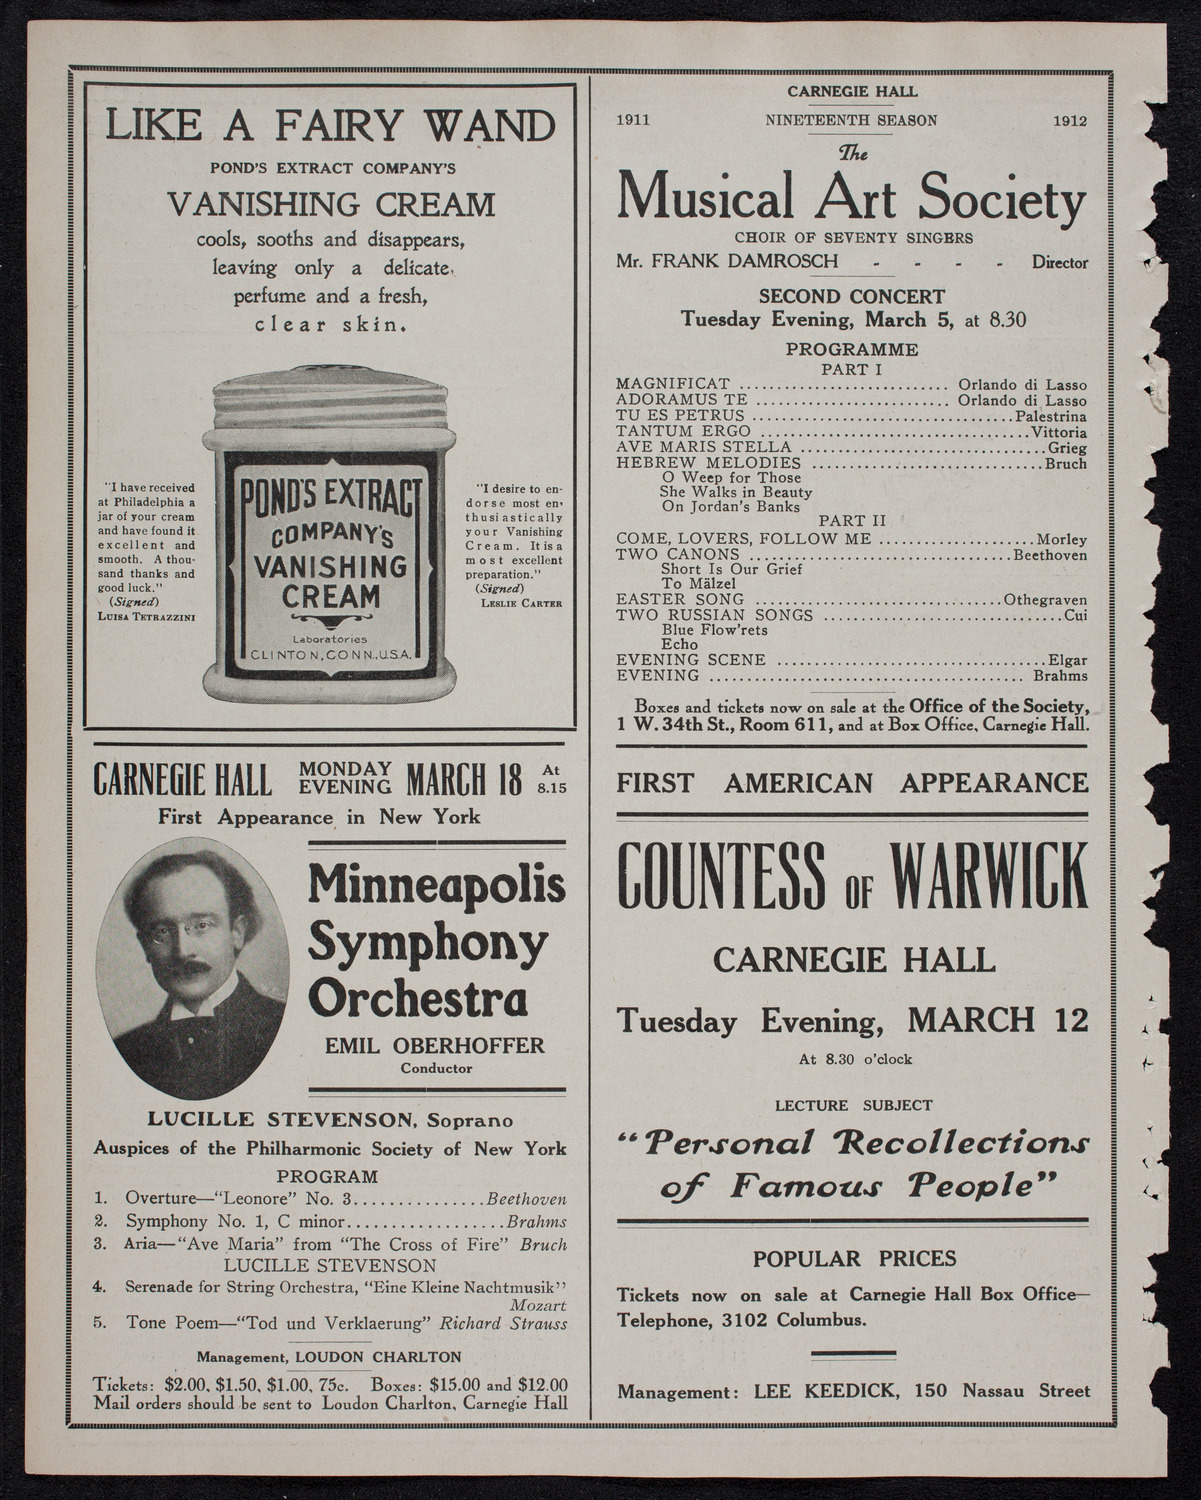 LIKE A FAIRY WAND
POND'S EXTRACT COMPANY'S
VANISHING CREAM
cools, sooths and disappears,
leaving only a delicate
perfume and a fresh,
clear skin.
"I have received
at Philadelphia a
jar of your cream
and have found it
excellent and
smooth. A thou-
sand thanks and
good luck."
(Signed)
LUISA TETRAZZINI
POND'S EXTRACT
COMPANY'S
VANISHING
CREAM
Laboratories
CLINTON, CONN., U.S.A.
"I desire to en-
dorse most en-
thusiastically
your Vanishing
Cream. It is a
most excellent
preparation."
(Signed)
LESLIE CARTER
CARNEGIE HALL MONDAY EVENING MARCH 18 At 8.15
First Appearance in New York
Minneapolis
Symphony
Orchestra
EMIL OBERHOFFER
Conductor
LUCILLE STEVENSON, Soprano
Auspices of the Philharmonic Society of New York
PROGRAM
1. Overture—"Leonore" No. 3...............Beethoven
2. Symphony No. 1, C minor..................Brahms
3. Aria—"Ave Maria" from "The Cross of Fire" Bruch
LUCILLE STEVENSON
4. Serenade for String Orchestra, "Eine Kleine Nachtmusik"
Mozart
5. Tone Poem—"Tod und Verklaerung" Richard Strauss
Management, LOUDON CHARLTON
Tickets: $2.00, $1.50, $1.00, 75c. Boxes: $15.00 and $12.00
Mail orders should be sent to Loudon Charlton, Carnegie Hall
CARNEGIE HALL
1911 NINETEENTH SEASON 1912
The
Musical Art Society
CHOIR OF SEVENTY SINGERS
Mr. FRANK DAMROSCH - - - - Director
SECOND CONCERT
Tuesday Evening, March 5, at 8.30
PROGRAMME
PART I
MAGNIFICAT ........................... Orlando di Lasso
ADORAMUS TE ......................... Orlando di Lasso
TU ES PETRUS ..................................Palestrina
TANTUM ERGO ...................................Vittoria
AVE MARIS STELLA ................................Grieg
HEBREW MELODIES ..............................Bruch
O Weep for Those
She Walks in Beauty
On Jordan's Banks
PART II
COME, LOVERS, FOLLOW ME .....................Morley
TWO CANONS ..................................Beethoven
Short Is Our Grief
To Mälzel
EASTER SONG ................................Othegraven
TWO RUSSIAN SONGS ...............................Cui
Blue Flow'rets
Echo
EVENING SCENE ...................................Elgar
EVENING ......................................... Brahms
Boxes and tickets now on sale at the Office of the Society,
1 W. 34th St., Room 611, and at Box Office, Carnegie Hall.
FIRST AMERICAN APPEARANCE
COUNTESS OF WARWICK
CARNEGIE HALL
Tuesday Evening, MARCH 12
At 8.30 o'clock
LECTURE SUBJECT
"Personal Recollections
of Famous People"
POPULAR PRICES
Tickets now on sale at Carnegie Hall Box Office—
Telephone, 3102 Columbus.
Management: LEE KEEDICK, 150 Nassau Street